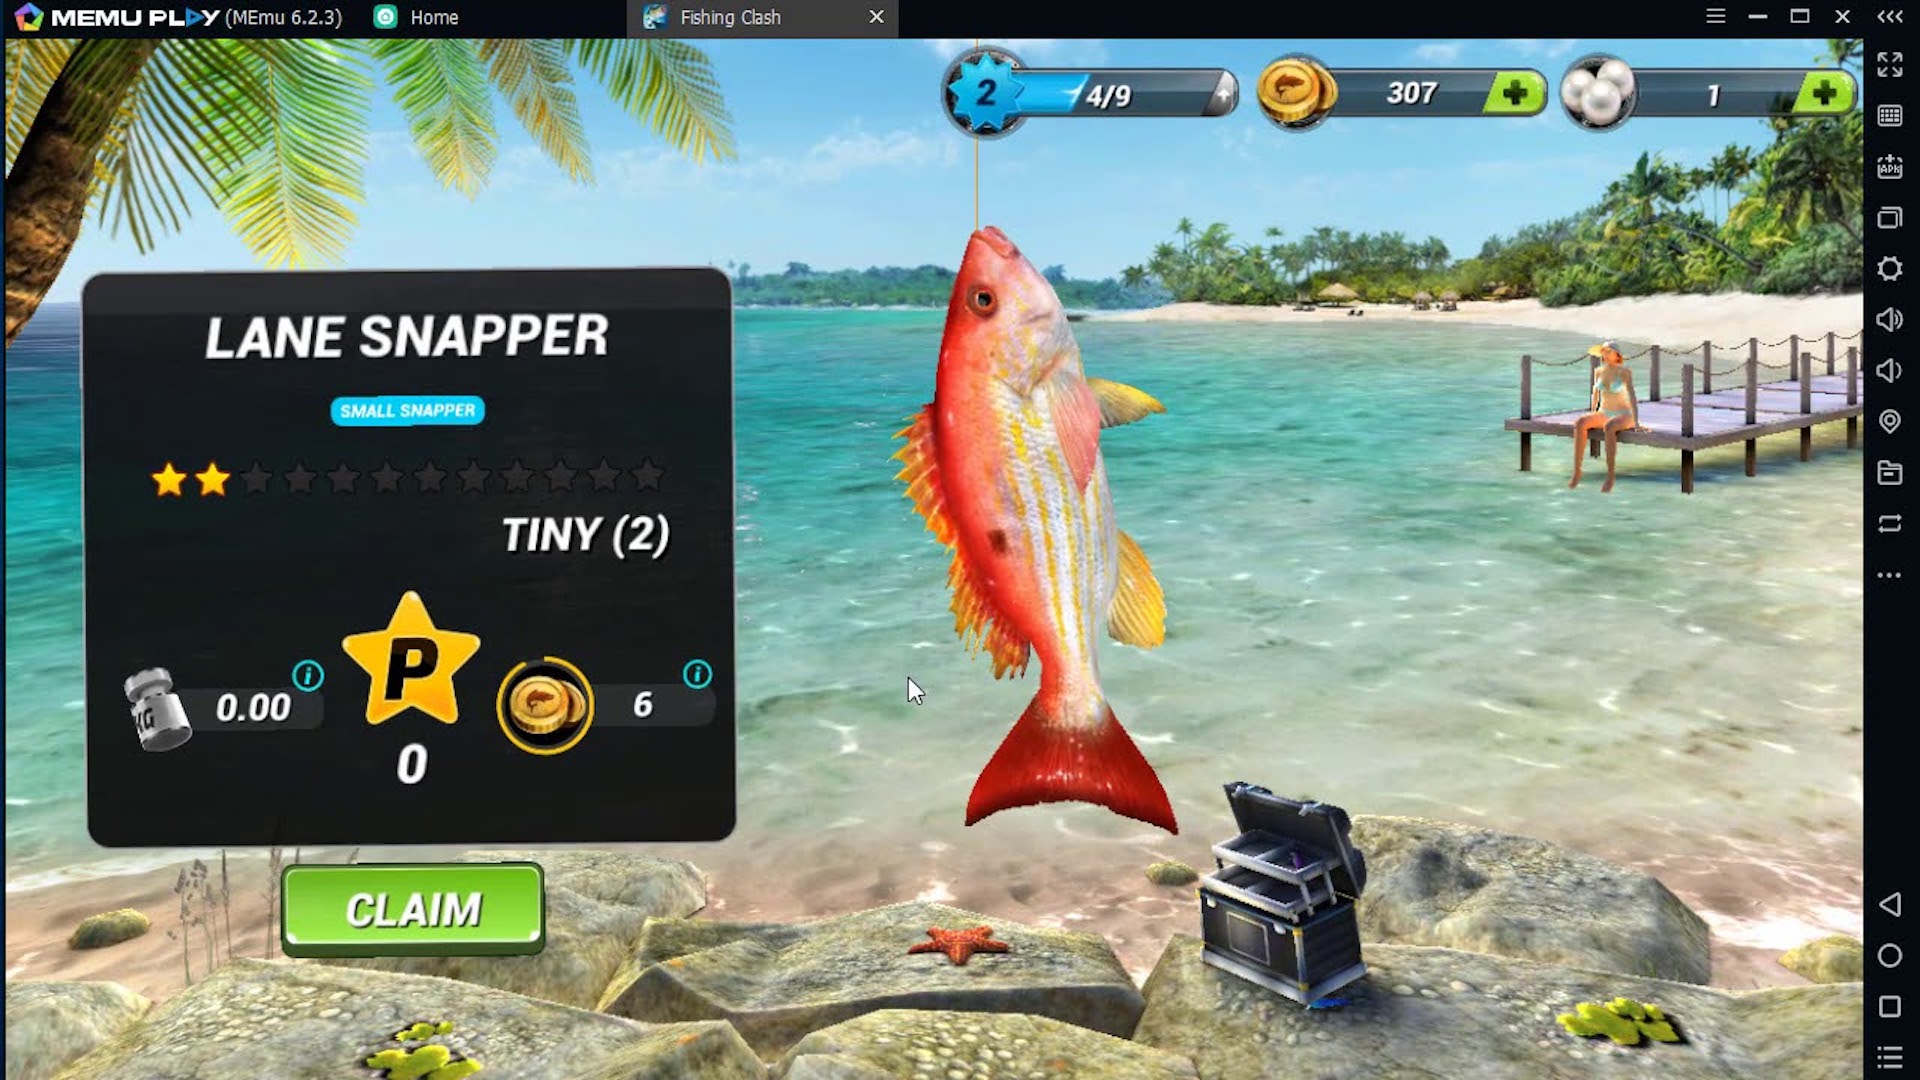 MEMU PLAY (MEmu 6.2.3)
Home
Fishing Clash
2
4/9
307
1
APK
LANE SNAPPER
SMALL SNAPPER
TINY (2)
0.00
P
0
6
CLAIM